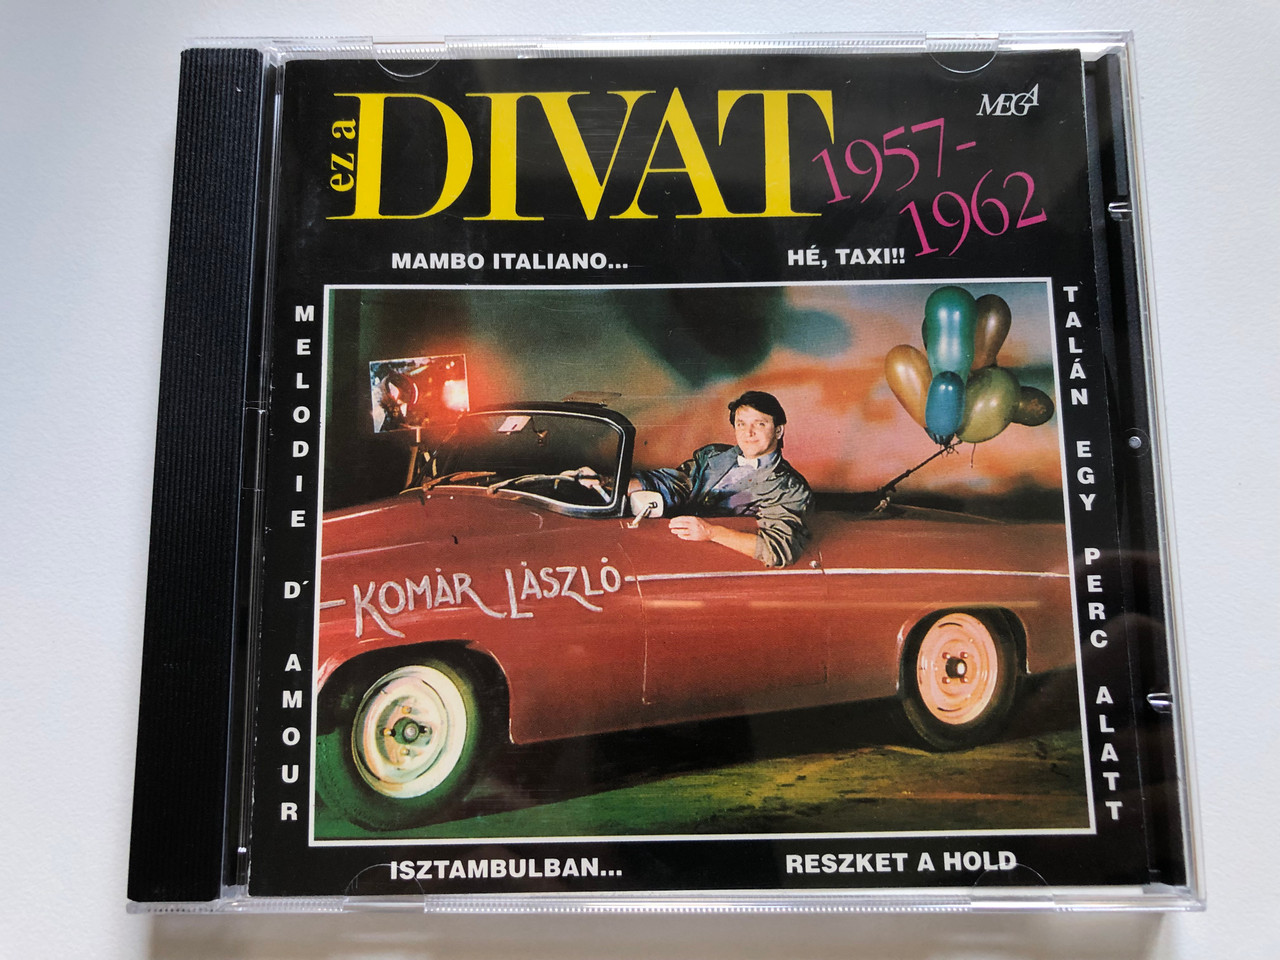 ez a DIVAT
1957-
1962
MEGA
MAMBO ITALIANO...
HÉ, TAXI!!
MELODIE D´ AMOUR
TALÁN EGY PERC ALATT
KOMÁR LÁSZLÓ
ISZTAMBULBAN...
RESZKET A HOLD